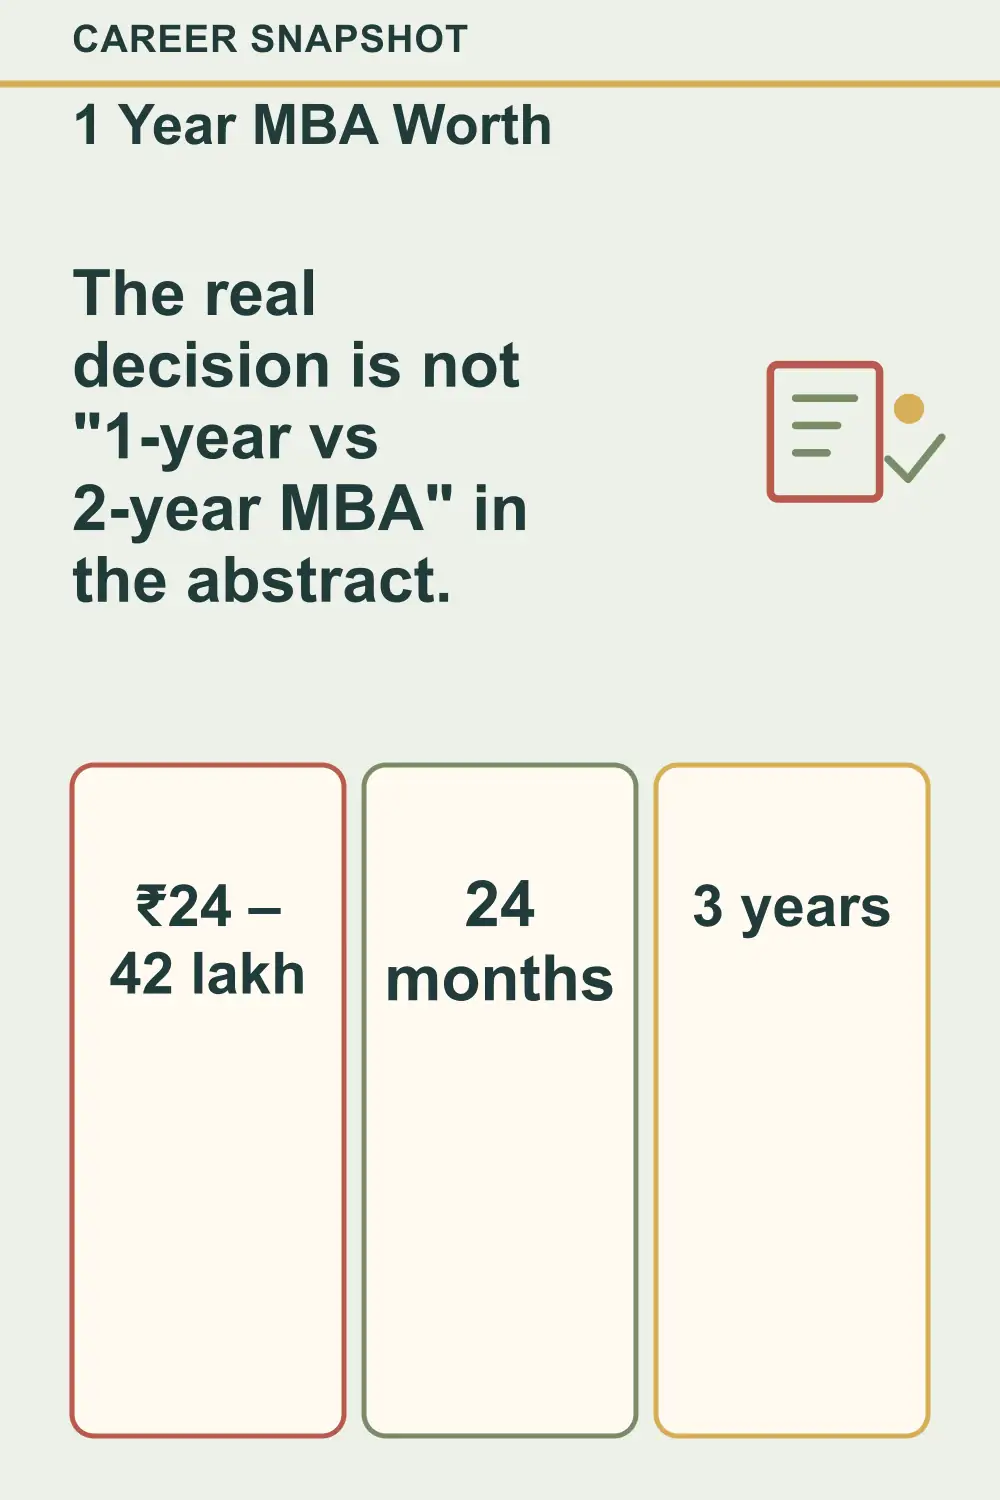 CAREER SNAPSHOT
1 Year MBA Worth
The real
decision is not
"1-year vs
2-year MBA" in
the abstract.
₹24 –
42 lakh
24
months
3 years